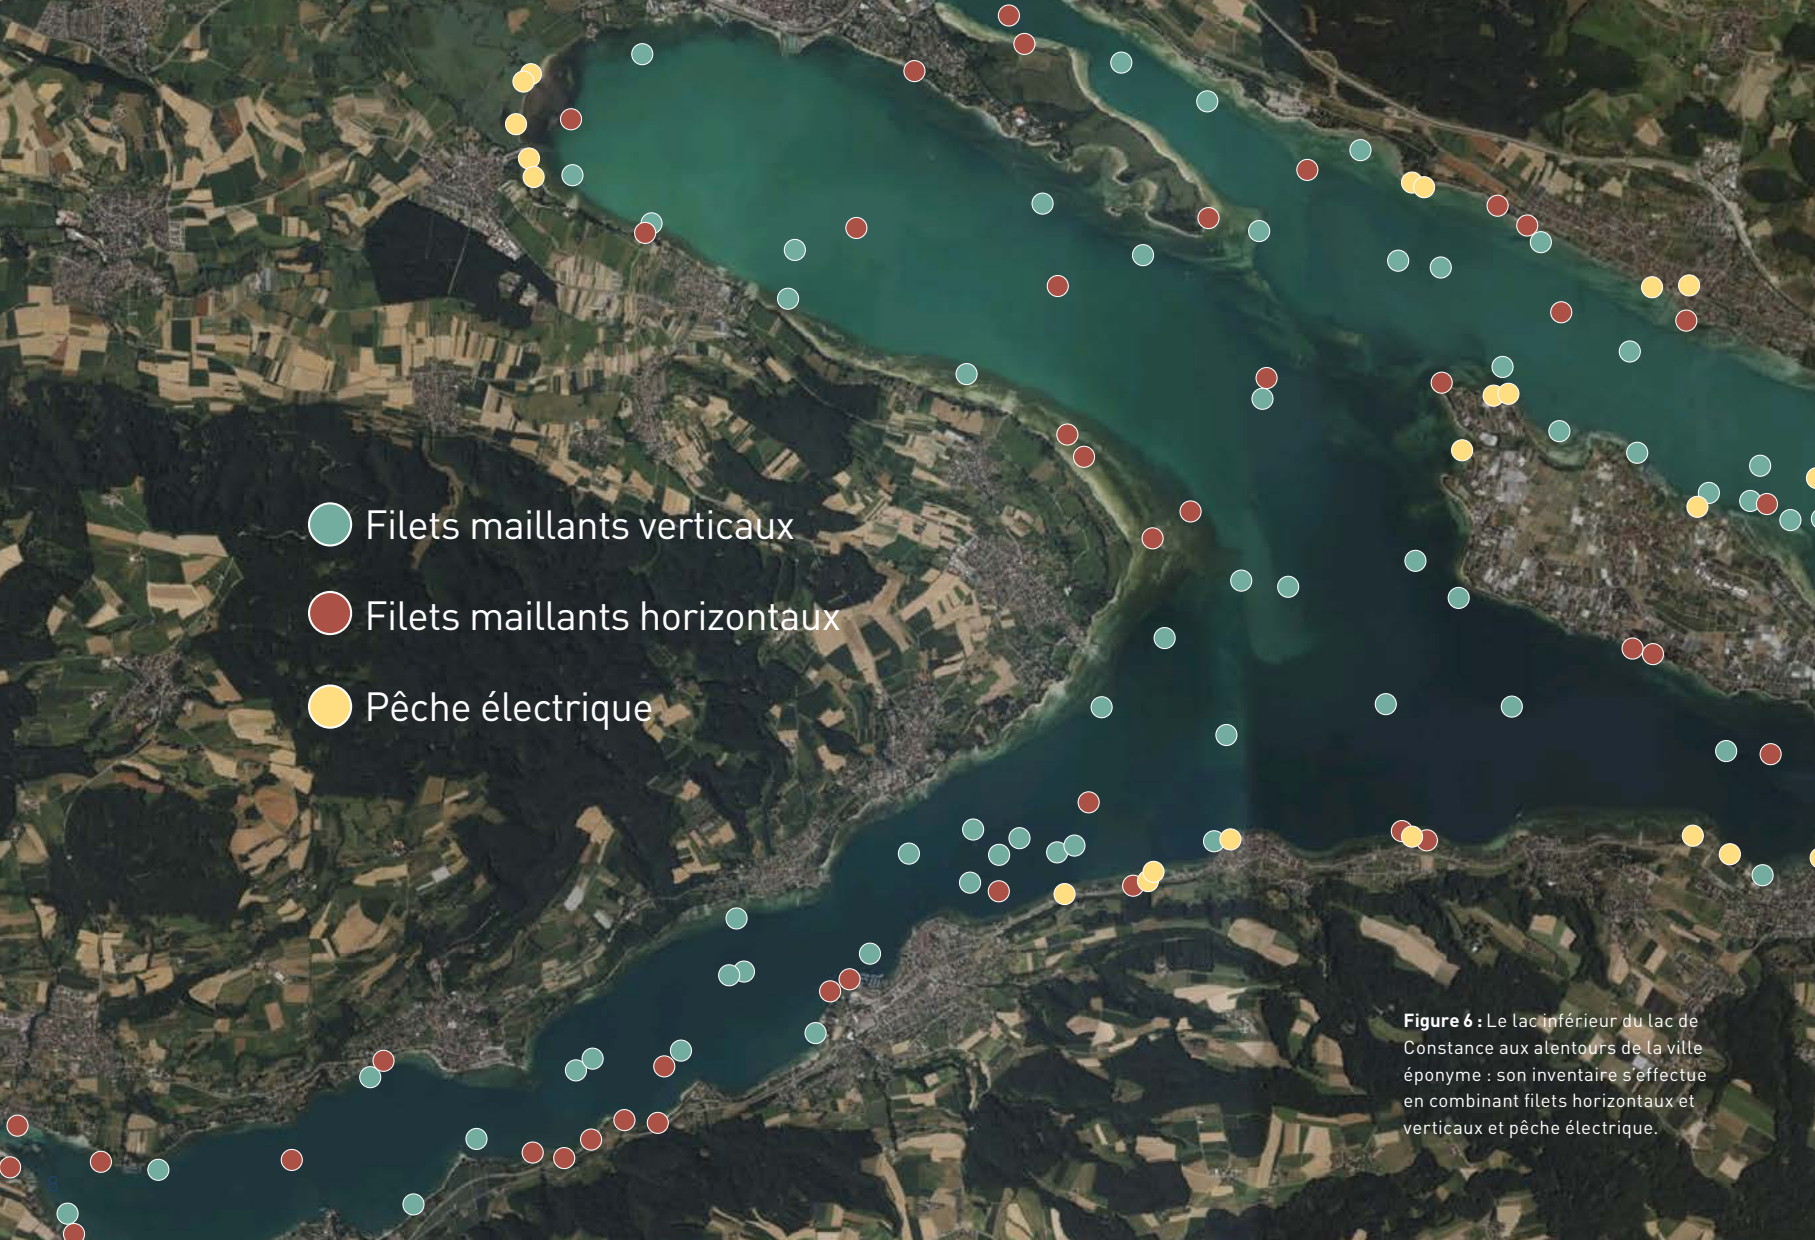 Filets maillants verticaux
Filets maillants horizontaux
Pêche électrique
Figure 6 : Le lac inférieur du lac de
Constance aux alentours de la ville
éponyme : son inventaire s'effectue
en combinant filets horizontaux et
verticaux et pêche électrique.